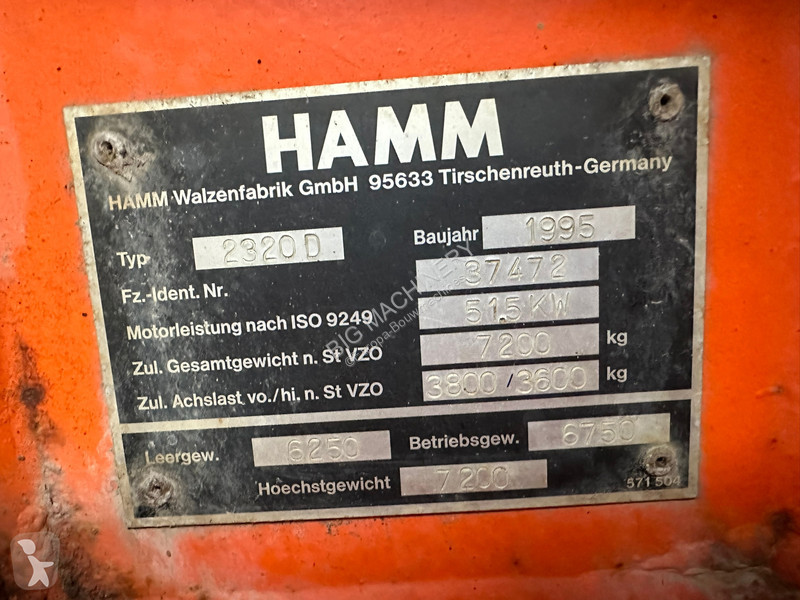 HAMM
HAMM Walzenfabrik GmbH 95633 Tirschenreuth-Germany
Typ 2320 D Baujahr 1995
Fz.-Ident. Nr. 37472
Motorleistung nach ISO 9249 51,5 KW
Zul. Gesamtgewicht n. St VZO 7200 kg
Zul. Achslast vo./hi. n. St VZO 3800/3600 kg
Leergew. 6250 Betriebsgew. 6750
Hoechstgewicht 7200
571 504
BIG MACHINERY